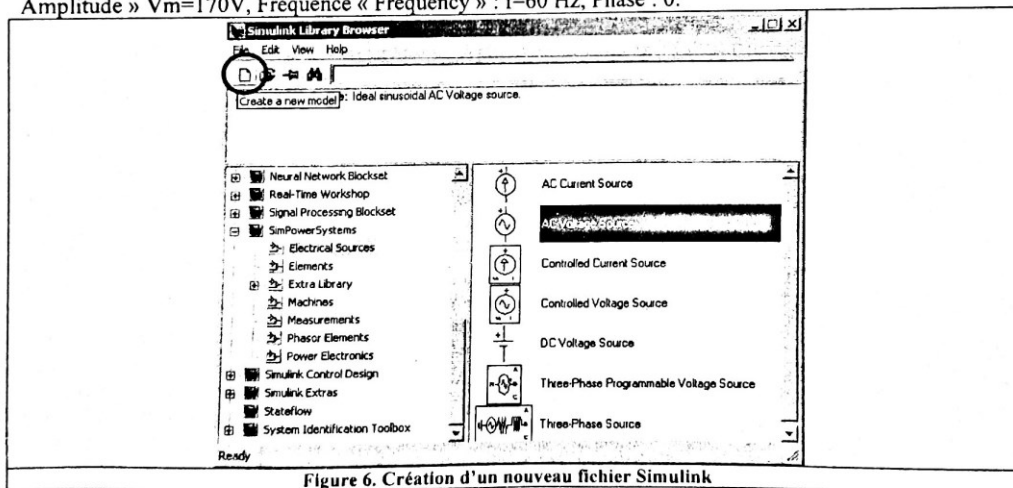 Amplitude » Vm=170V, Fréquence « Frequency » : f=60 Hz, Phase : 0.
Simulink Library Browser
File Edit View Help
Create a new model e: Ideal sinusoidal AC Voltage source.
Neural Network Blockset
Real-Time Workshop
Signal Processing Blockset
SimPowerSystems
Electrical Sources
Elements
Extra Library
Machines
Measurements
Phasor Elements
Power Electronics
Simulink Control Design
Simulink Extras
Stateflow
System Identification Toolbox
AC Current Source
AC Voltage Source
Controlled Current Source
Controlled Voltage Source
DC Voltage Source
Three-Phase Programmable Voltage Source
Three-Phase Source
Ready
Figure 6. Création d'un nouveau fichier Simulink